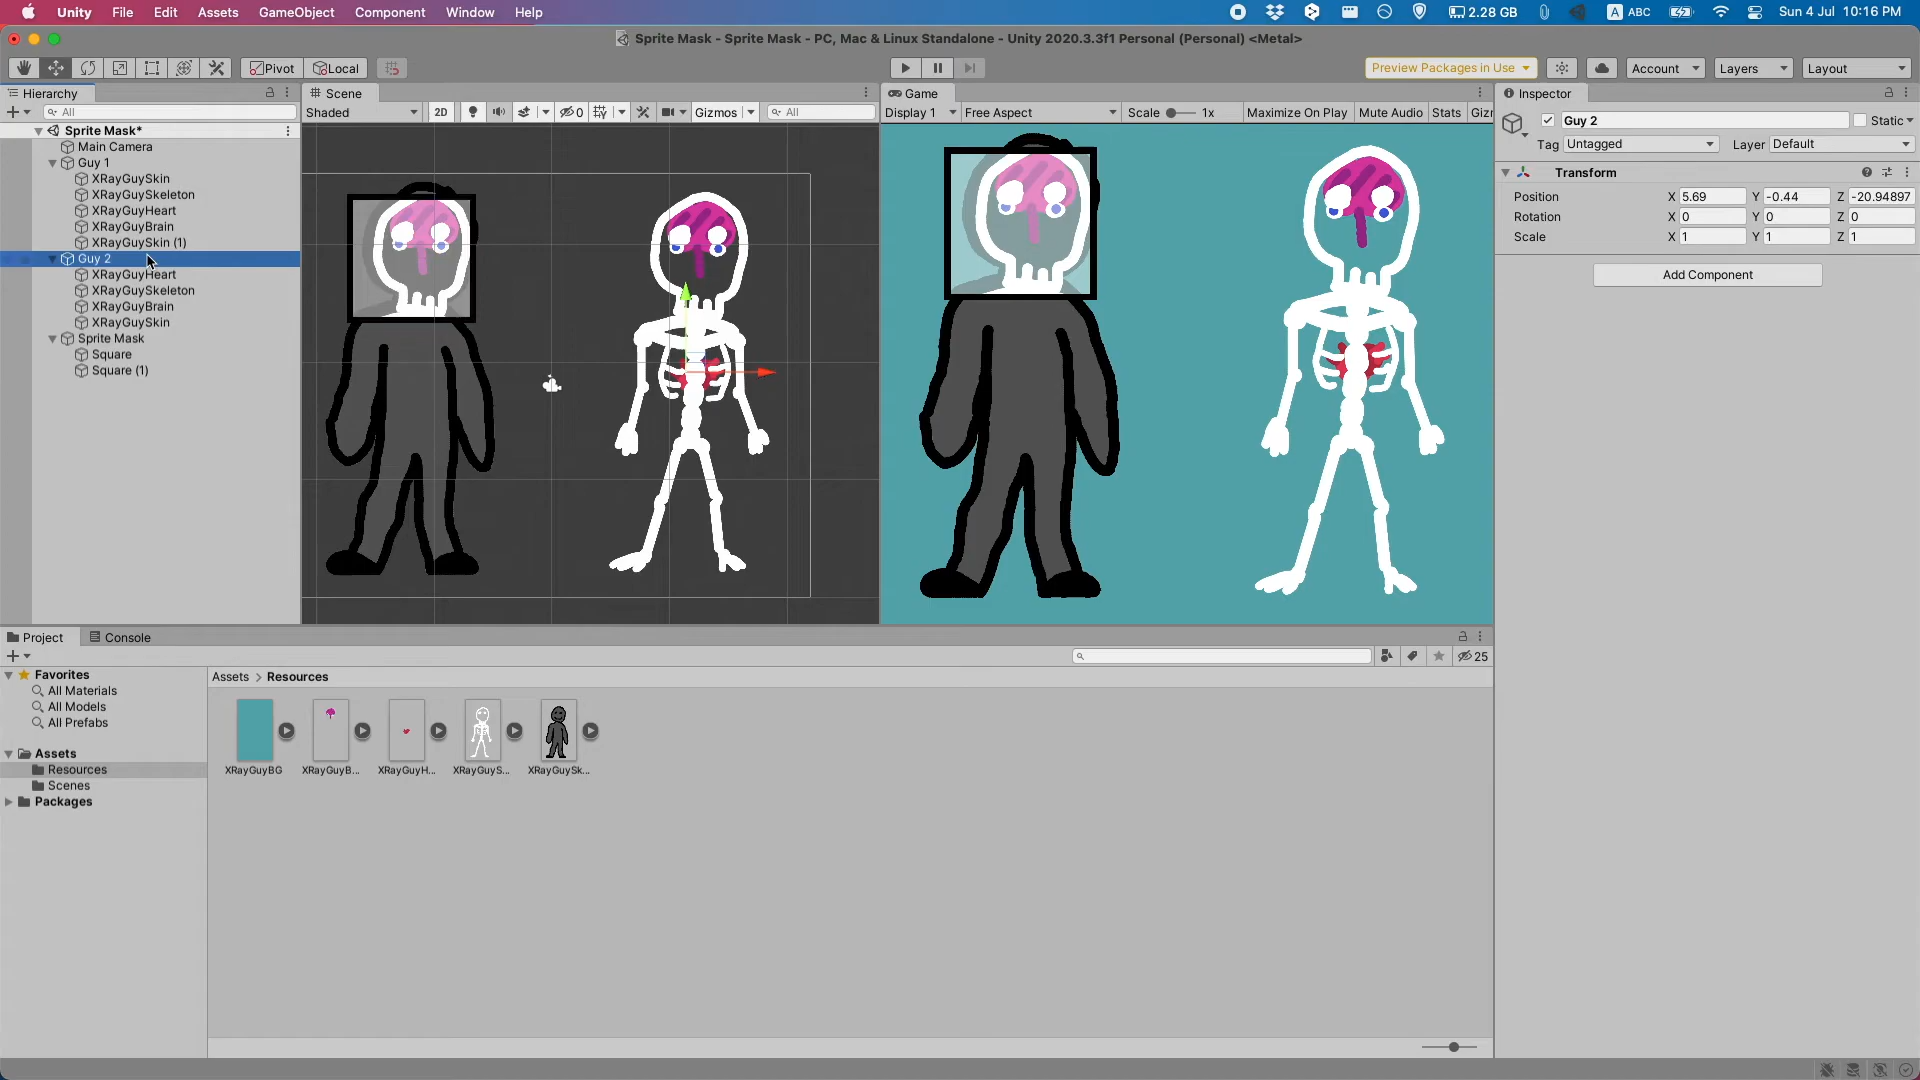 Unity File Edit Assets GameObject Component Window Help 2.28 GB A ABC Sun 4 Jul 10:16 PM
Sprite Mask - Sprite Mask - PC, Mac & Linux Standalone - Unity 2020.3.3f1 Personal (Personal) <Metal>
Pivot Local Preview Packages in Use Account Layers Layout
Hierarchy Scene Game Inspector
All Shaded 2D 0 Gizmos All Display 1 Free Aspect Scale 1x Maximize On Play Mute Audio Stats Giz
Guy 2 Static
Sprite Mask*
Tag Untagged Layer Default
Main Camera
Guy 1
Transform
XRayGuySkin
XRayGuySkeleton
Position X 5.69 Y -0.44 Z -20.94897
XRayGuyHeart
Rotation X 0 Y 0 Z 0
XRayGuyBrain
Scale X 1 Y 1 Z 1
XRayGuySkin (1)
Guy 2
XRayGuyHeart
Add Component
XRayGuySkeleton
XRayGuyBrain
XRayGuySkin
Sprite Mask
Square
Square (1)
Project Console
25
Favorites
Assets > Resources
All Materials
All Models
All Prefabs
Assets
Resources
XRayGuyBG XRayGuyB... XRayGuyH... XRayGuyS... XRayGuySk...
Scenes
Packages